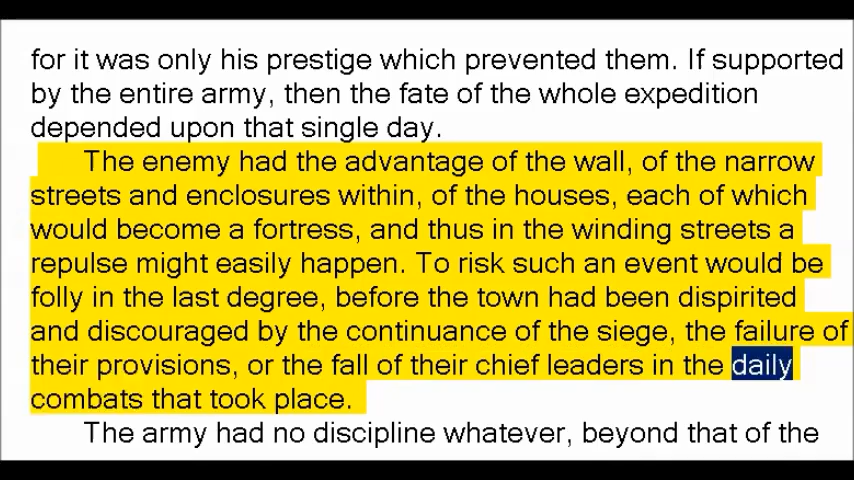 for it was only his prestige which prevented them. If supported
by the entire army, then the fate of the whole expedition
depended upon that single day.
The enemy had the advantage of the wall, of the narrow
streets and enclosures within, of the houses, each of which
would become a fortress, and thus in the winding streets a
repulse might easily happen. To risk such an event would be
folly in the last degree, before the town had been dispirited
and discouraged by the continuance of the siege, the failure of
their provisions, or the fall of their chief leaders in the daily
combats that took place.
The army had no discipline whatever, beyond that of the